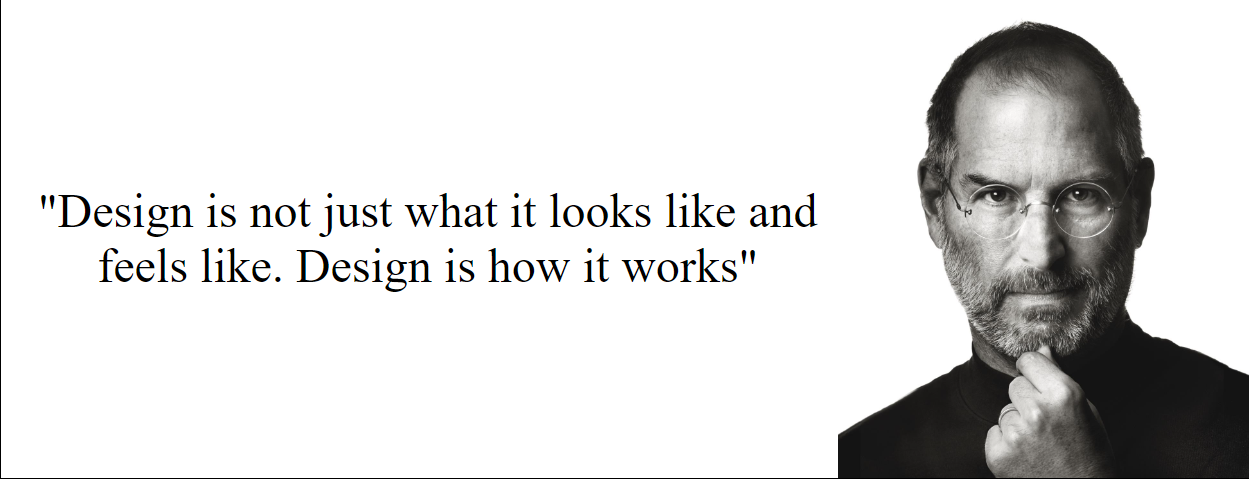 "Design is not just what it looks like and
feels like. Design is how it works"